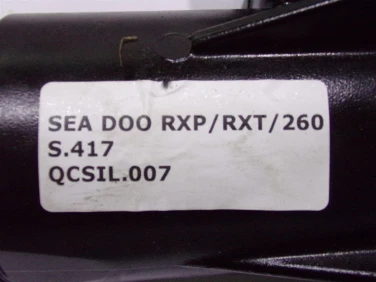 SEA DOO RXP/RXT/260
S.417
QCSIL.007